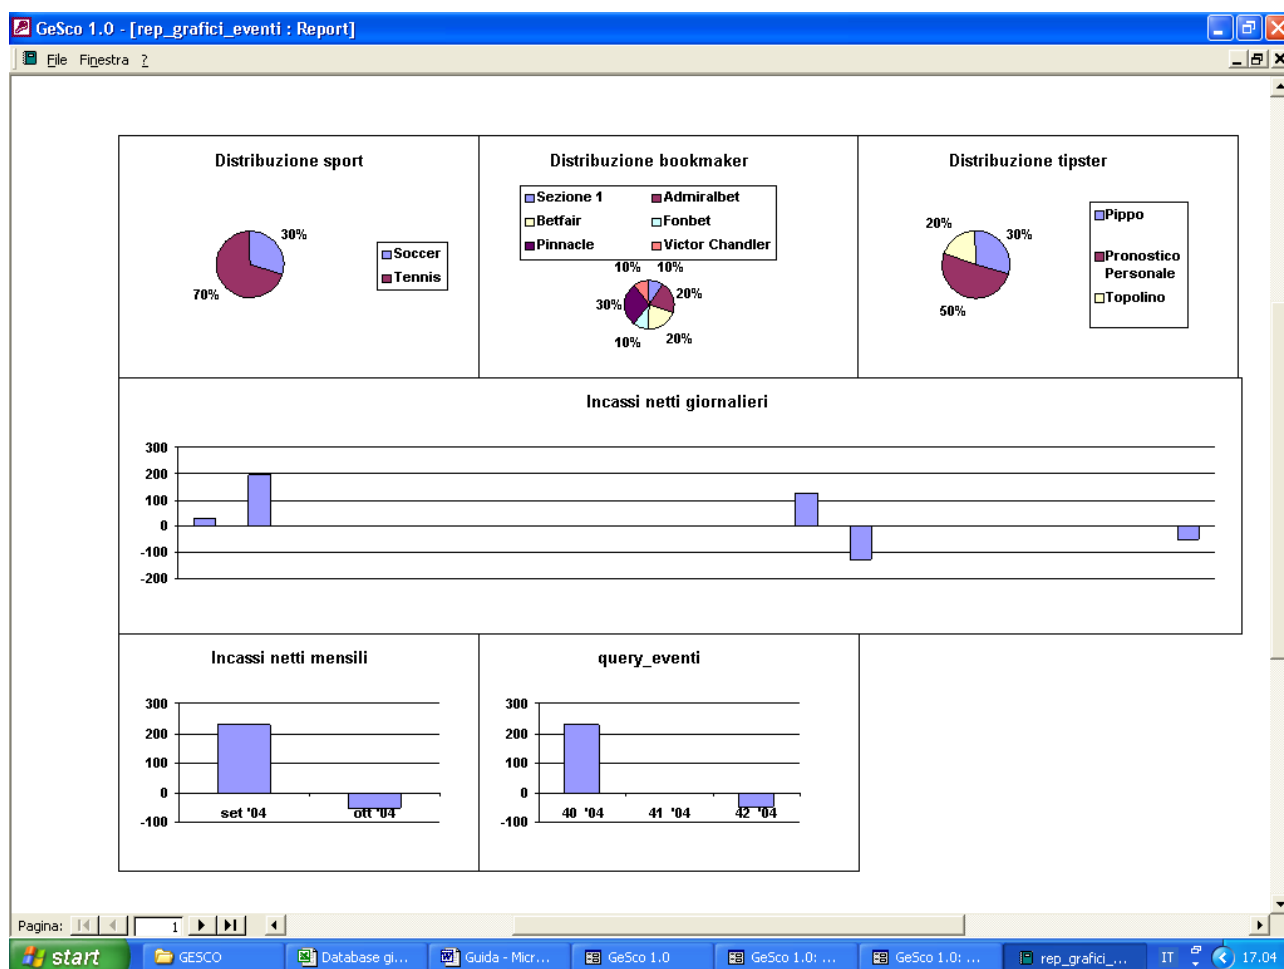 GeSco 1.0 - [rep_grafici_eventi : Report]
File Finestra ?
Distribuzione sport
30%
70%
Soccer
Tennis
Distribuzione bookmaker
Sezione 1 Admiralbet
Betfair Fonbet
Pinnacle Victor Chandler
10% 10%
30% 20%
10% 20%
Distribuzione tipster
20% 30%
50%
Pippo
Pronostico
Personale
Topolino
Incassi netti giornalieri
300
200
100
0
-100
-200
Incassi netti mensili
300
200
100
0
-100
set '04 ott '04
query_eventi
300
200
100
0
-100
40 '04 41 '04 42 '04
Pagina: 1
start GESCO Database gi... Guida - Micr... GeSco 1.0 GeSco 1.0: ... GeSco 1.0: ... rep_grafici_... IT 17.04